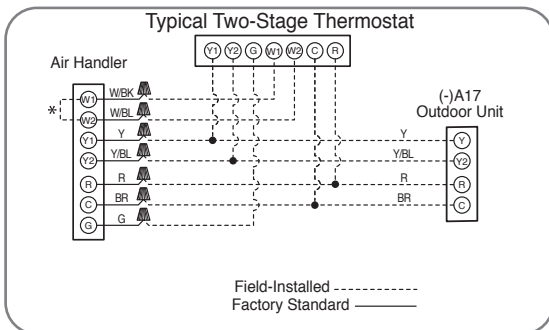 Typical Two-Stage Thermostat
Y1 Y2 G W1 W2 C R
Air Handler
(-)A17
Outdoor Unit
W1 W/BK
*
W2 W/BL
Y1 Y Y Y
Y2 Y/BL Y/BL Y2
R R R R
C BR BR C
G G
Field-Installed
Factory Standard